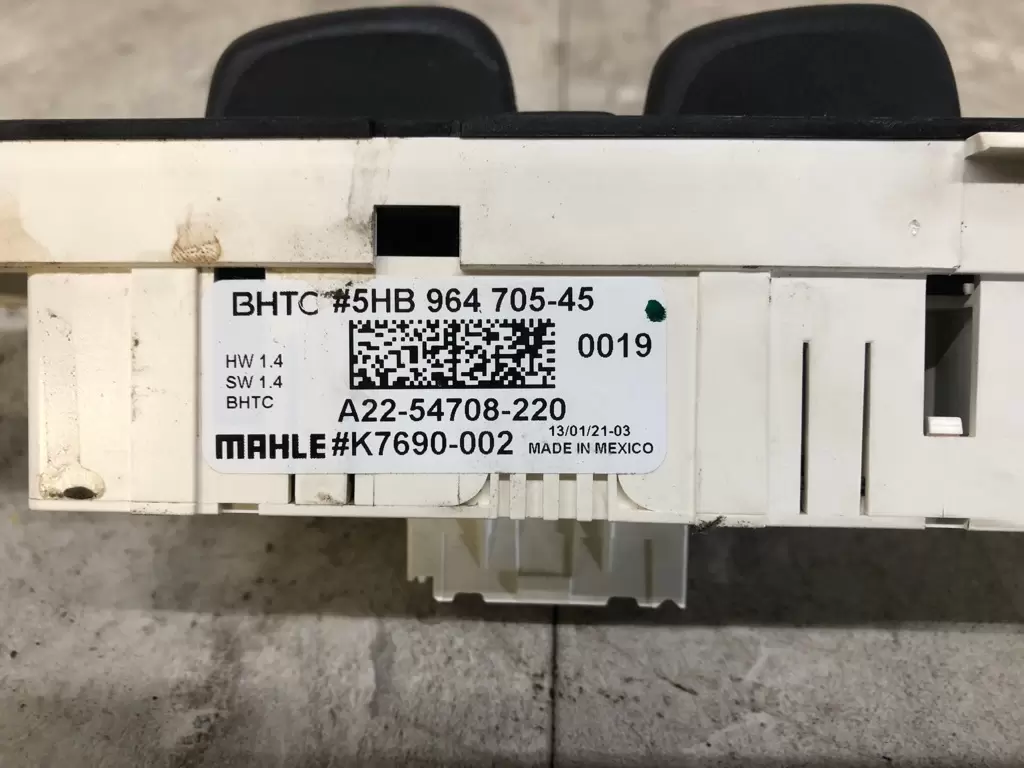 BHTC #5HB 964 705-45
0019
HW 1.4
SW 1.4
BHTC
A22-54708-220
13/01/21-03
MAHLE #K7690-002
MADE IN MEXICO